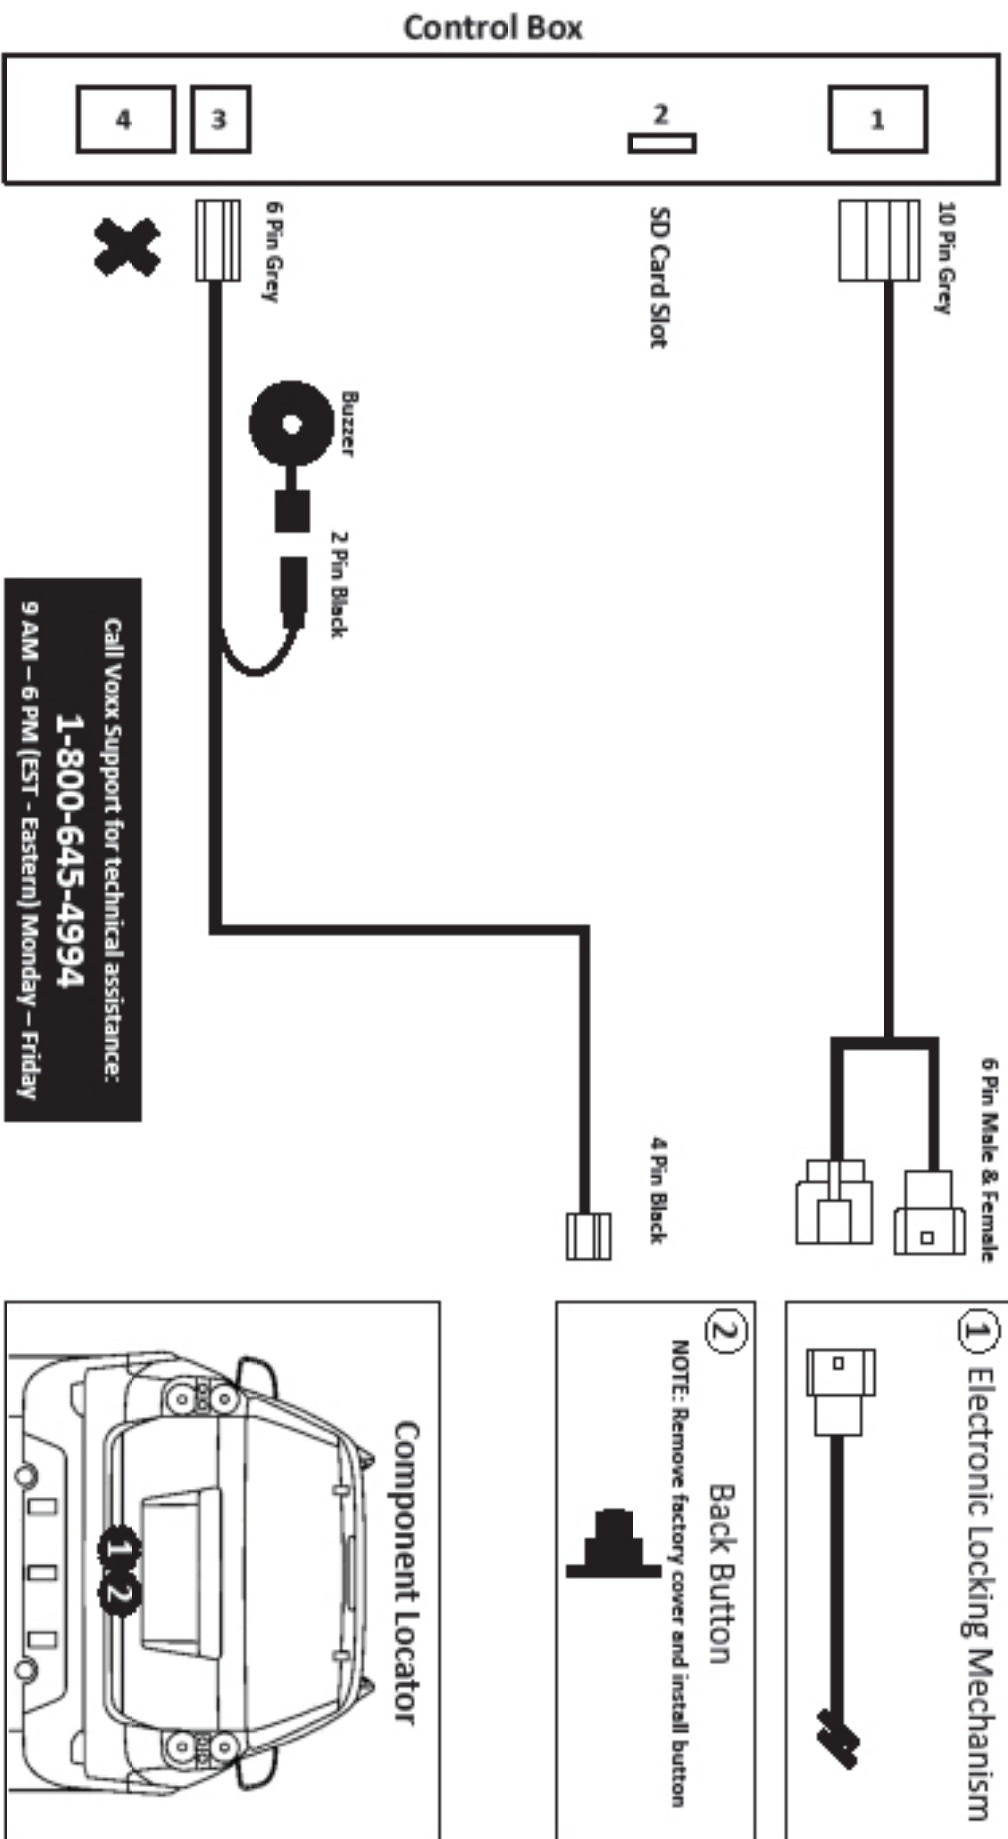 Control Box
4
3
2
1
10 Pin Grey
SD Card Slot
6 Pin Grey
Buzzer
2 Pin Black
6 Pin Male & Female
4 Pin Black
Call Voxx Support for technical assistance:
1-800-645-4994
9 AM – 6 PM (EST - Eastern) Monday – Friday
1 Electronic Locking Mechanism
2 Back Button
NOTE: Remove factory cover and install button
Component Locator
1 2